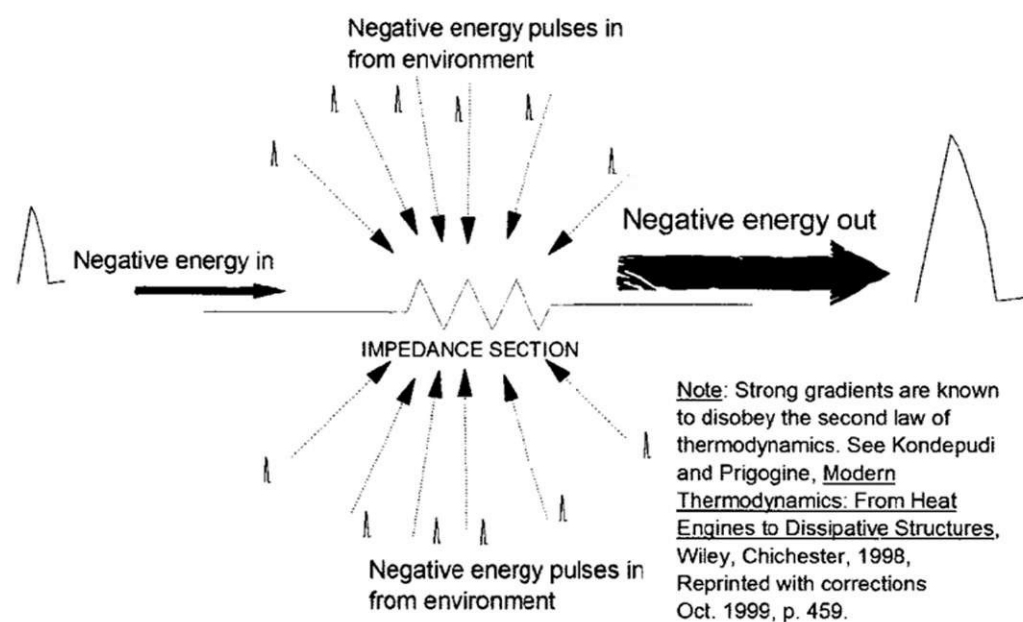 Negative energy pulses in
from environment
Negative energy out
Negative energy in
IMPEDANCE SECTION
Note: Strong gradients are known
to disobey the second law of
thermodynamics. See Kondepudi
and Prigogine, Modern
Thermodynamics: From Heat
Engines to Dissipative Structures,
Wiley, Chichester, 1998,
Reprinted with corrections
Oct. 1999, p. 459.
Negative energy pulses in
from environment